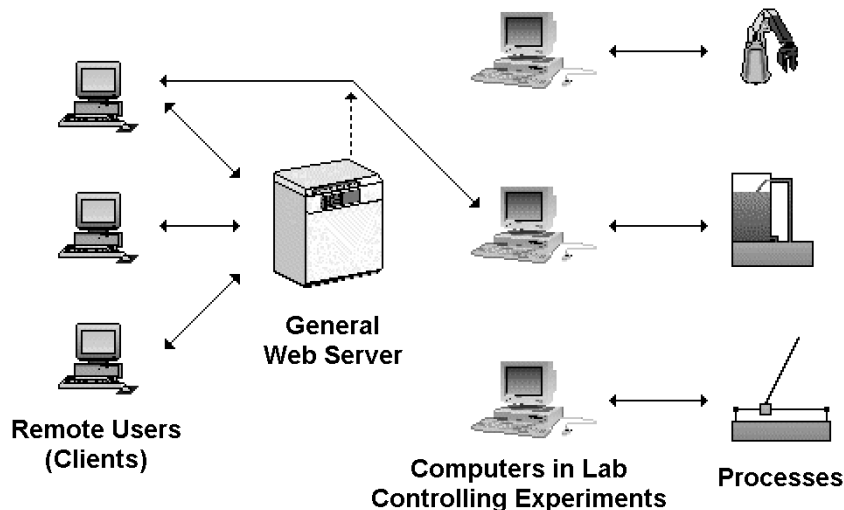 General
Web Server
Remote Users
(Clients)
Computers in Lab
Controlling Experiments
Processes